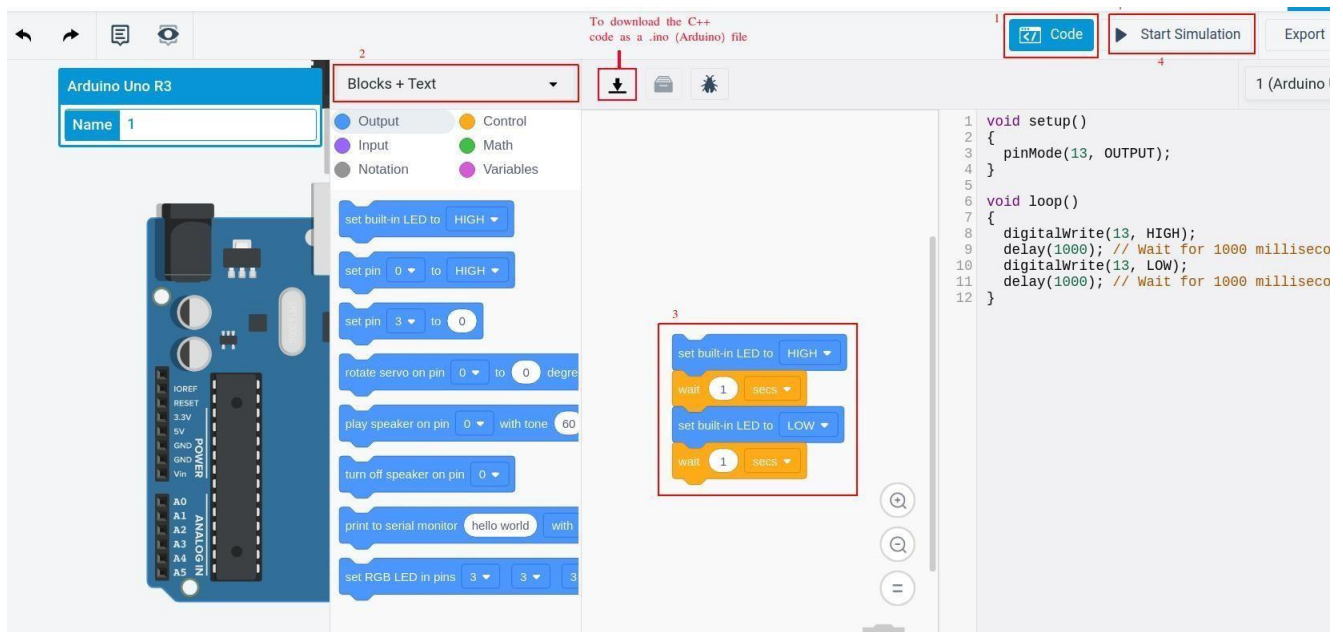 To download the C++
code as a .ino (Arduino) file
1
Code
Start Simulation
Export
4
2
Arduino Uno R3
Name 1
Blocks + Text
1 (Arduino
Output
Control
Input
Math
Notation
Variables
set built-in LED to HIGH
set pin 0 to HIGH
set pin 3 to 0
rotate servo on pin 0 to 0 degre
play speaker on pin 0 with tone 60
turn off speaker on pin 0
print to serial monitor hello world with
set RGB LED in pins 3 3 3
3
set built-in LED to HIGH
wait 1 secs
set built-in LED to LOW
wait 1 secs
1 void setup()
2 {
3 pinMode(13, OUTPUT);
4 }
5
6 void loop()
7 {
8 digitalWrite(13, HIGH);
9 delay(1000); // Wait for 1000 milliseco
10 digitalWrite(13, LOW);
11 delay(1000); // Wait for 1000 milliseco
12 }
IOREF
RESET
3.3V
5V
GND
GND
Vin
POWER
A0
A1
A2
A3
A4
A5
ANALOG IN